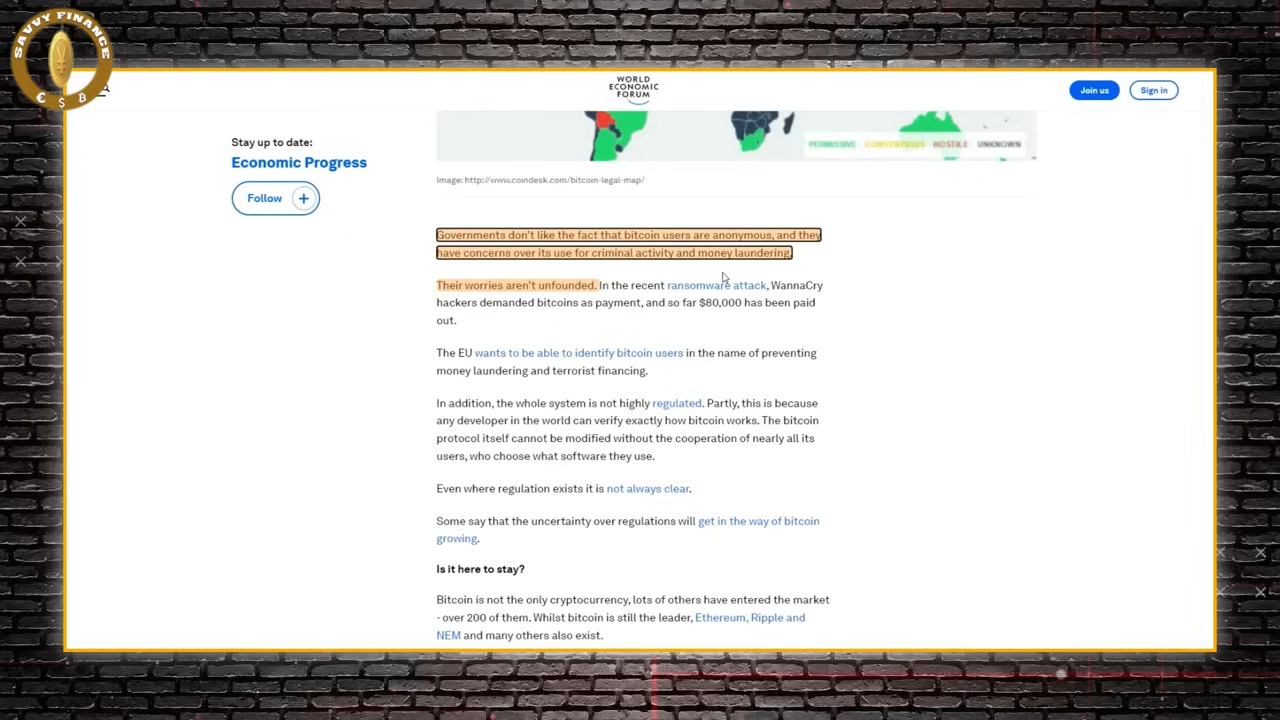 SAVVY FINANCE
¥
€ $ B
WORLD
ECONOMIC
FORUM
Join us
Sign in
Stay up to date:
Economic Progress
Follow +
PERMISSIVE CONTENTIOUS HOSTILE UNKNOWN
Image: http://www.coindesk.com/bitcoin-legal-map/
Governments don't like the fact that bitcoin users are anonymous, and they
have concerns over its use for criminal activity and money laundering.
Their worries aren't unfounded. In the recent ransomware attack, WannaCry
hackers demanded bitcoins as payment, and so far $80,000 has been paid
out.
The EU wants to be able to identify bitcoin users in the name of preventing
money laundering and terrorist financing.
In addition, the whole system is not highly regulated. Partly, this is because
any developer in the world can verify exactly how bitcoin works. The bitcoin
protocol itself cannot be modified without the cooperation of nearly all its
users, who choose what software they use.
Even where regulation exists it is not always clear.
Some say that the uncertainty over regulations will get in the way of bitcoin
growing.
Is it here to stay?
Bitcoin is not the only cryptocurrency, lots of others have entered the market
- over 200 of them. Whilst bitcoin is still the leader, Ethereum, Ripple and
NEM and many others also exist.